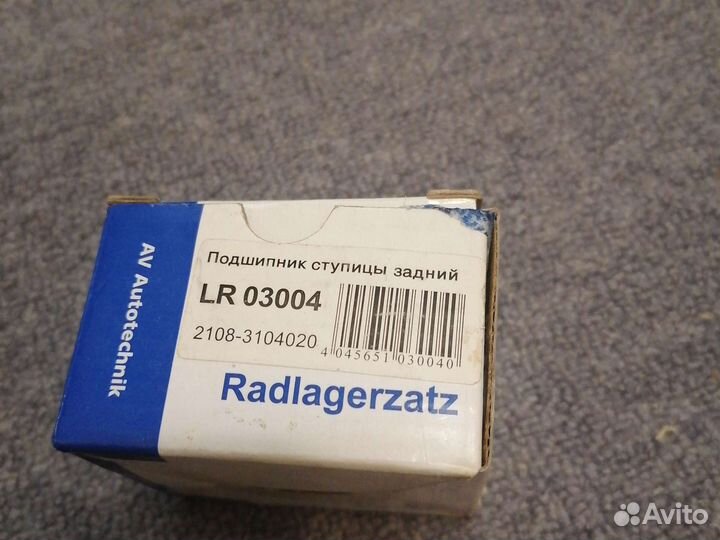 AV Autotechnik
Подшипник ступицы задний
LR 03004
2108-3104020
4 045651 030040
Radlagerzatz
Avito